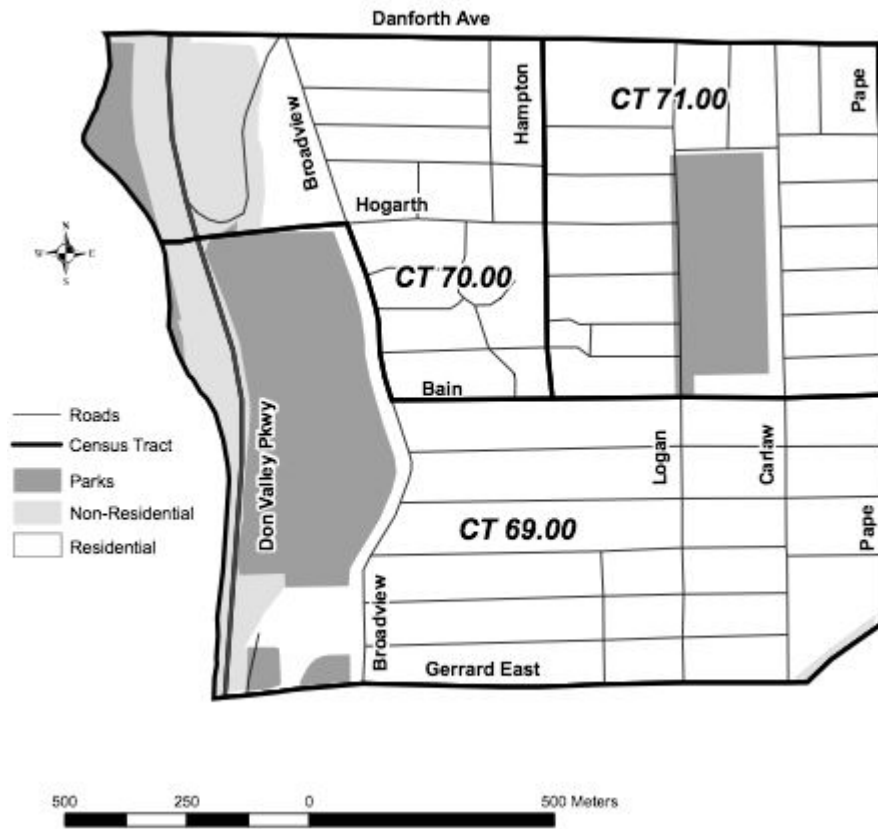 Danforth Ave
CT 71.00
Hampton
Pape
Broadview
Hogarth
N
W E
S
CT 70.00
Bain
Roads
Census Tract
Parks
Non-Residential
Residential
Don Valley Pkwy
Logan
Carlaw
Pape
CT 69.00
Broadview
Gerrard East
500 250 0 500 Meters